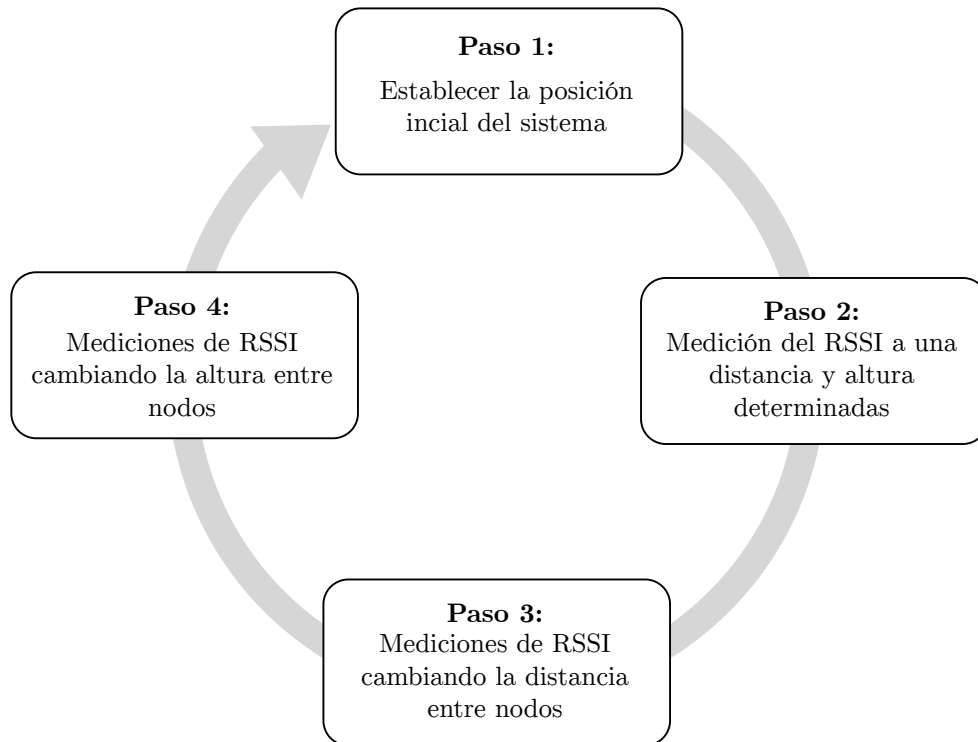 Paso 1:
Establecer la posición
incial del sistema
Paso 2:
Medición del RSSI a una
distancia y altura
determinadas
Paso 3:
Mediciones de RSSI
cambiando la distancia
entre nodos
Paso 4:
Mediciones de RSSI
cambiando la altura entre
nodos